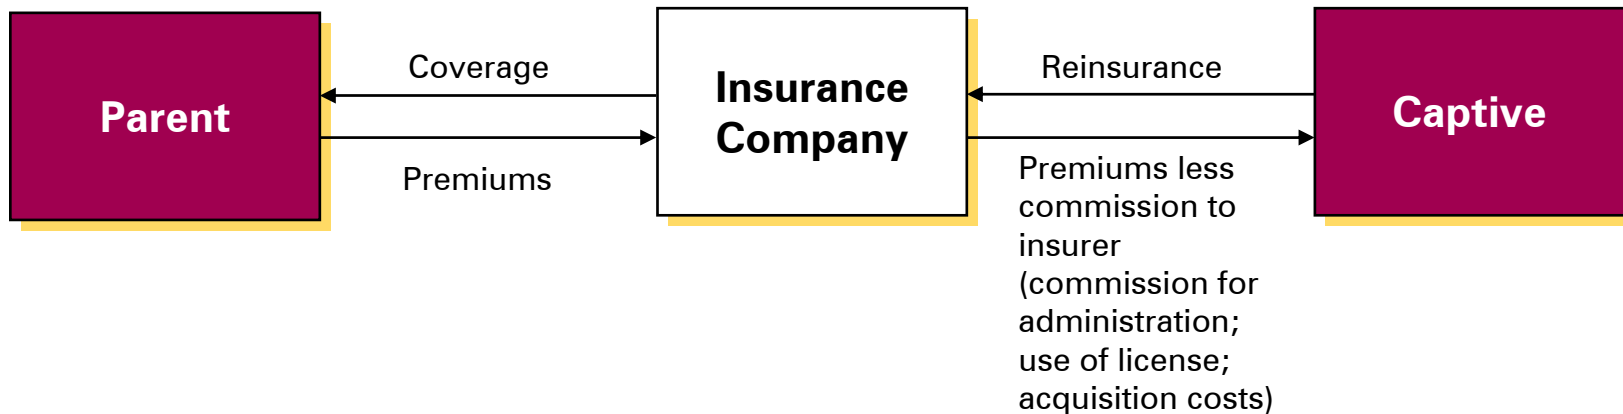 Parent
Coverage
Premiums
Insurance
Company
Reinsurance
Premiums less
commission to
insurer
(commission for
administration;
use of license;
acquisition costs)
Captive